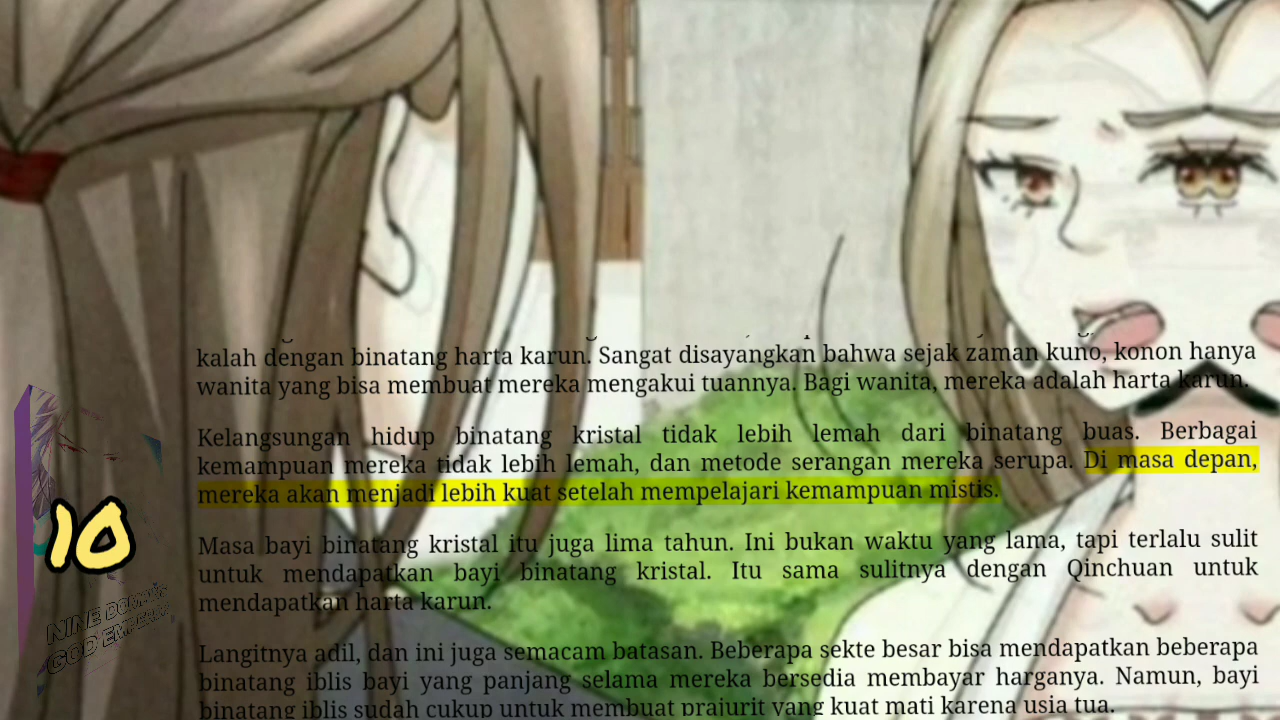 kalah dengan binatang harta karun. Sangat disayangkan bahwa sejak zaman kuno, konon hanya
wanita yang bisa membuat mereka mengakui tuannya. Bagi wanita, mereka adalah harta karun.
Kelangsungan hidup binatang kristal tidak lebih lemah dari binatang buas. Berbagai
kemampuan mereka tidak lebih lemah, dan metode serangan mereka serupa. Di masa depan,
mereka akan menjadi lebih kuat setelah mempelajari kemampuan mistis.
Masa bayi binatang kristal itu juga lima tahun. Ini bukan waktu yang lama, tapi terlalu sulit
untuk mendapatkan bayi binatang kristal. Itu sama sulitnya dengan Qinchuan untuk
mendapatkan harta karun.
Langitnya adil, dan ini juga semacam batasan. Beberapa sekte besar bisa mendapatkan beberapa
binatang iblis bayi yang panjang selama mereka bersedia membayar harganya. Namun, bayi
binatang iblis sudah cukup untuk membuat prajurit yang kuat mati karena usia tua.
10
NINE
GOD